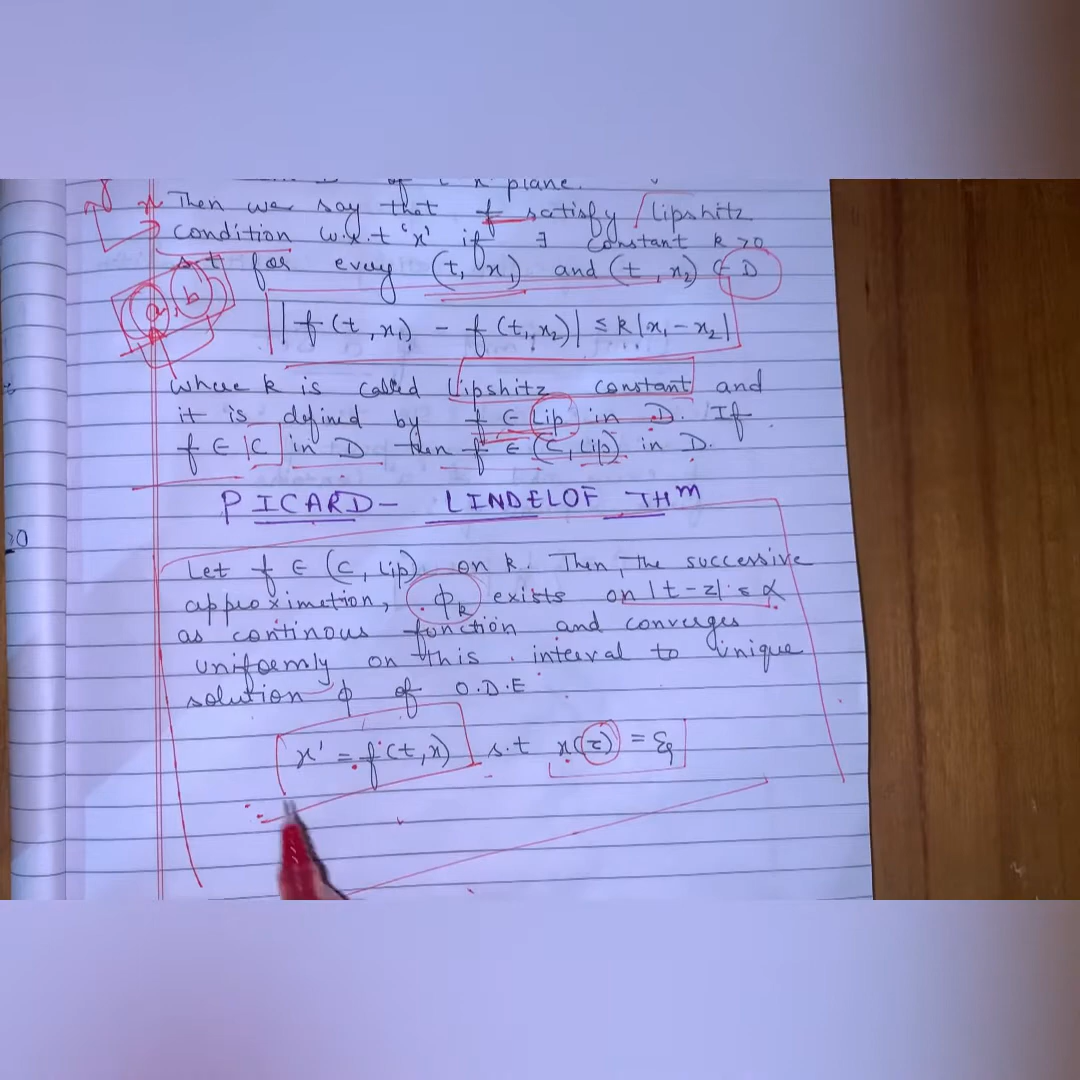 of t x plane.
Then we say that f satisfy Lipshitz
condition w.r.t 'x' if ∃ constant k >0
s.t for every (t, x₁) and (t, x₂) ∈ D
a, b
|f(t, x₁) - f(t, x₂)| ≤ k|x₁ - x₂|
where k is called Lipshitz constant and
it is defined by f ∈ Lip in D. If
f ∈ C in D then f ∈ (C, Lip) in D.
PICARD- LINDELOF THM
Let f ∈ (C, Lip) on k. Then, The successive
approximetion, ϕk exists on |t-z| ≤ α
as continous function and converges
uniformly on this interval to unique
solution ϕ of O.D.E
x' = f(t, x) s.t x(τ) = ξ